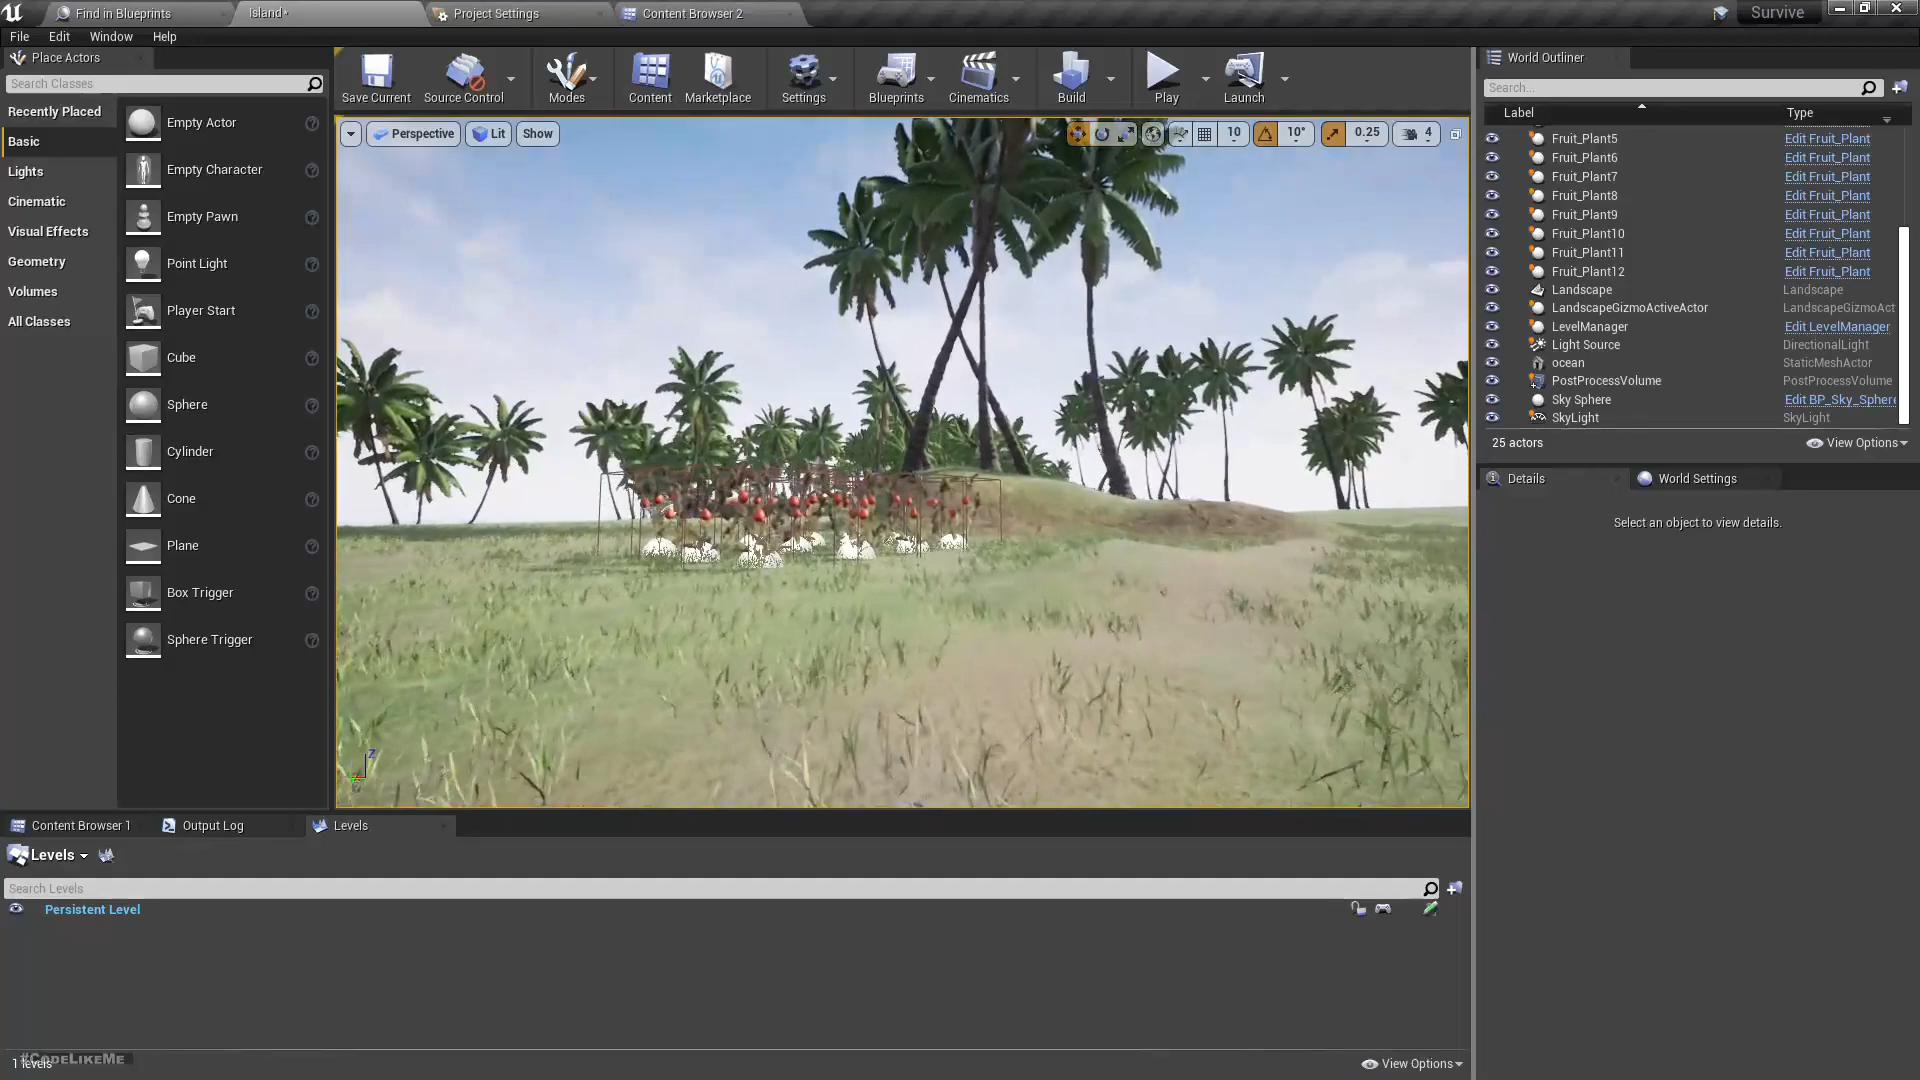 Find in Blueprints
Island•
Project Settings
Content Browser 2
Survive
File
Edit
Window
Help
Place Actors
Search Classes
Recently Placed
Basic
Lights
Cinematic
Visual Effects
Geometry
Volumes
All Classes
Empty Actor
Empty Character
Empty Pawn
Point Light
Player Start
Cube
Sphere
Cylinder
Cone
Plane
Box Trigger
Sphere Trigger
Save Current
Source Control
Modes
Content
Marketplace
Settings
Blueprints
Cinematics
Build
Play
Launch
Perspective
Lit
Show
10
10°
0.25
4
Z
World Outliner
Search...
Label
Type
Fruit_Plant5
Edit Fruit_Plant
Fruit_Plant6
Edit Fruit_Plant
Fruit_Plant7
Edit Fruit_Plant
Fruit_Plant8
Edit Fruit_Plant
Fruit_Plant9
Edit Fruit_Plant
Fruit_Plant10
Edit Fruit_Plant
Fruit_Plant11
Edit Fruit_Plant
Fruit_Plant12
Edit Fruit_Plant
Landscape
Landscape
LandscapeGizmoActiveActor
LandscapeGizmoAct
LevelManager
Edit LevelManager
Light Source
DirectionalLight
ocean
StaticMeshActor
PostProcessVolume
PostProcessVolume
Sky Sphere
Edit BP_Sky_Sphere
SkyLight
SkyLight
25 actors
View Options
Details
World Settings
Select an object to view details.
Content Browser 1
Output Log
Levels
Levels
Search Levels
Persistent Level
#CodeLikeMe
1 levels
View Options